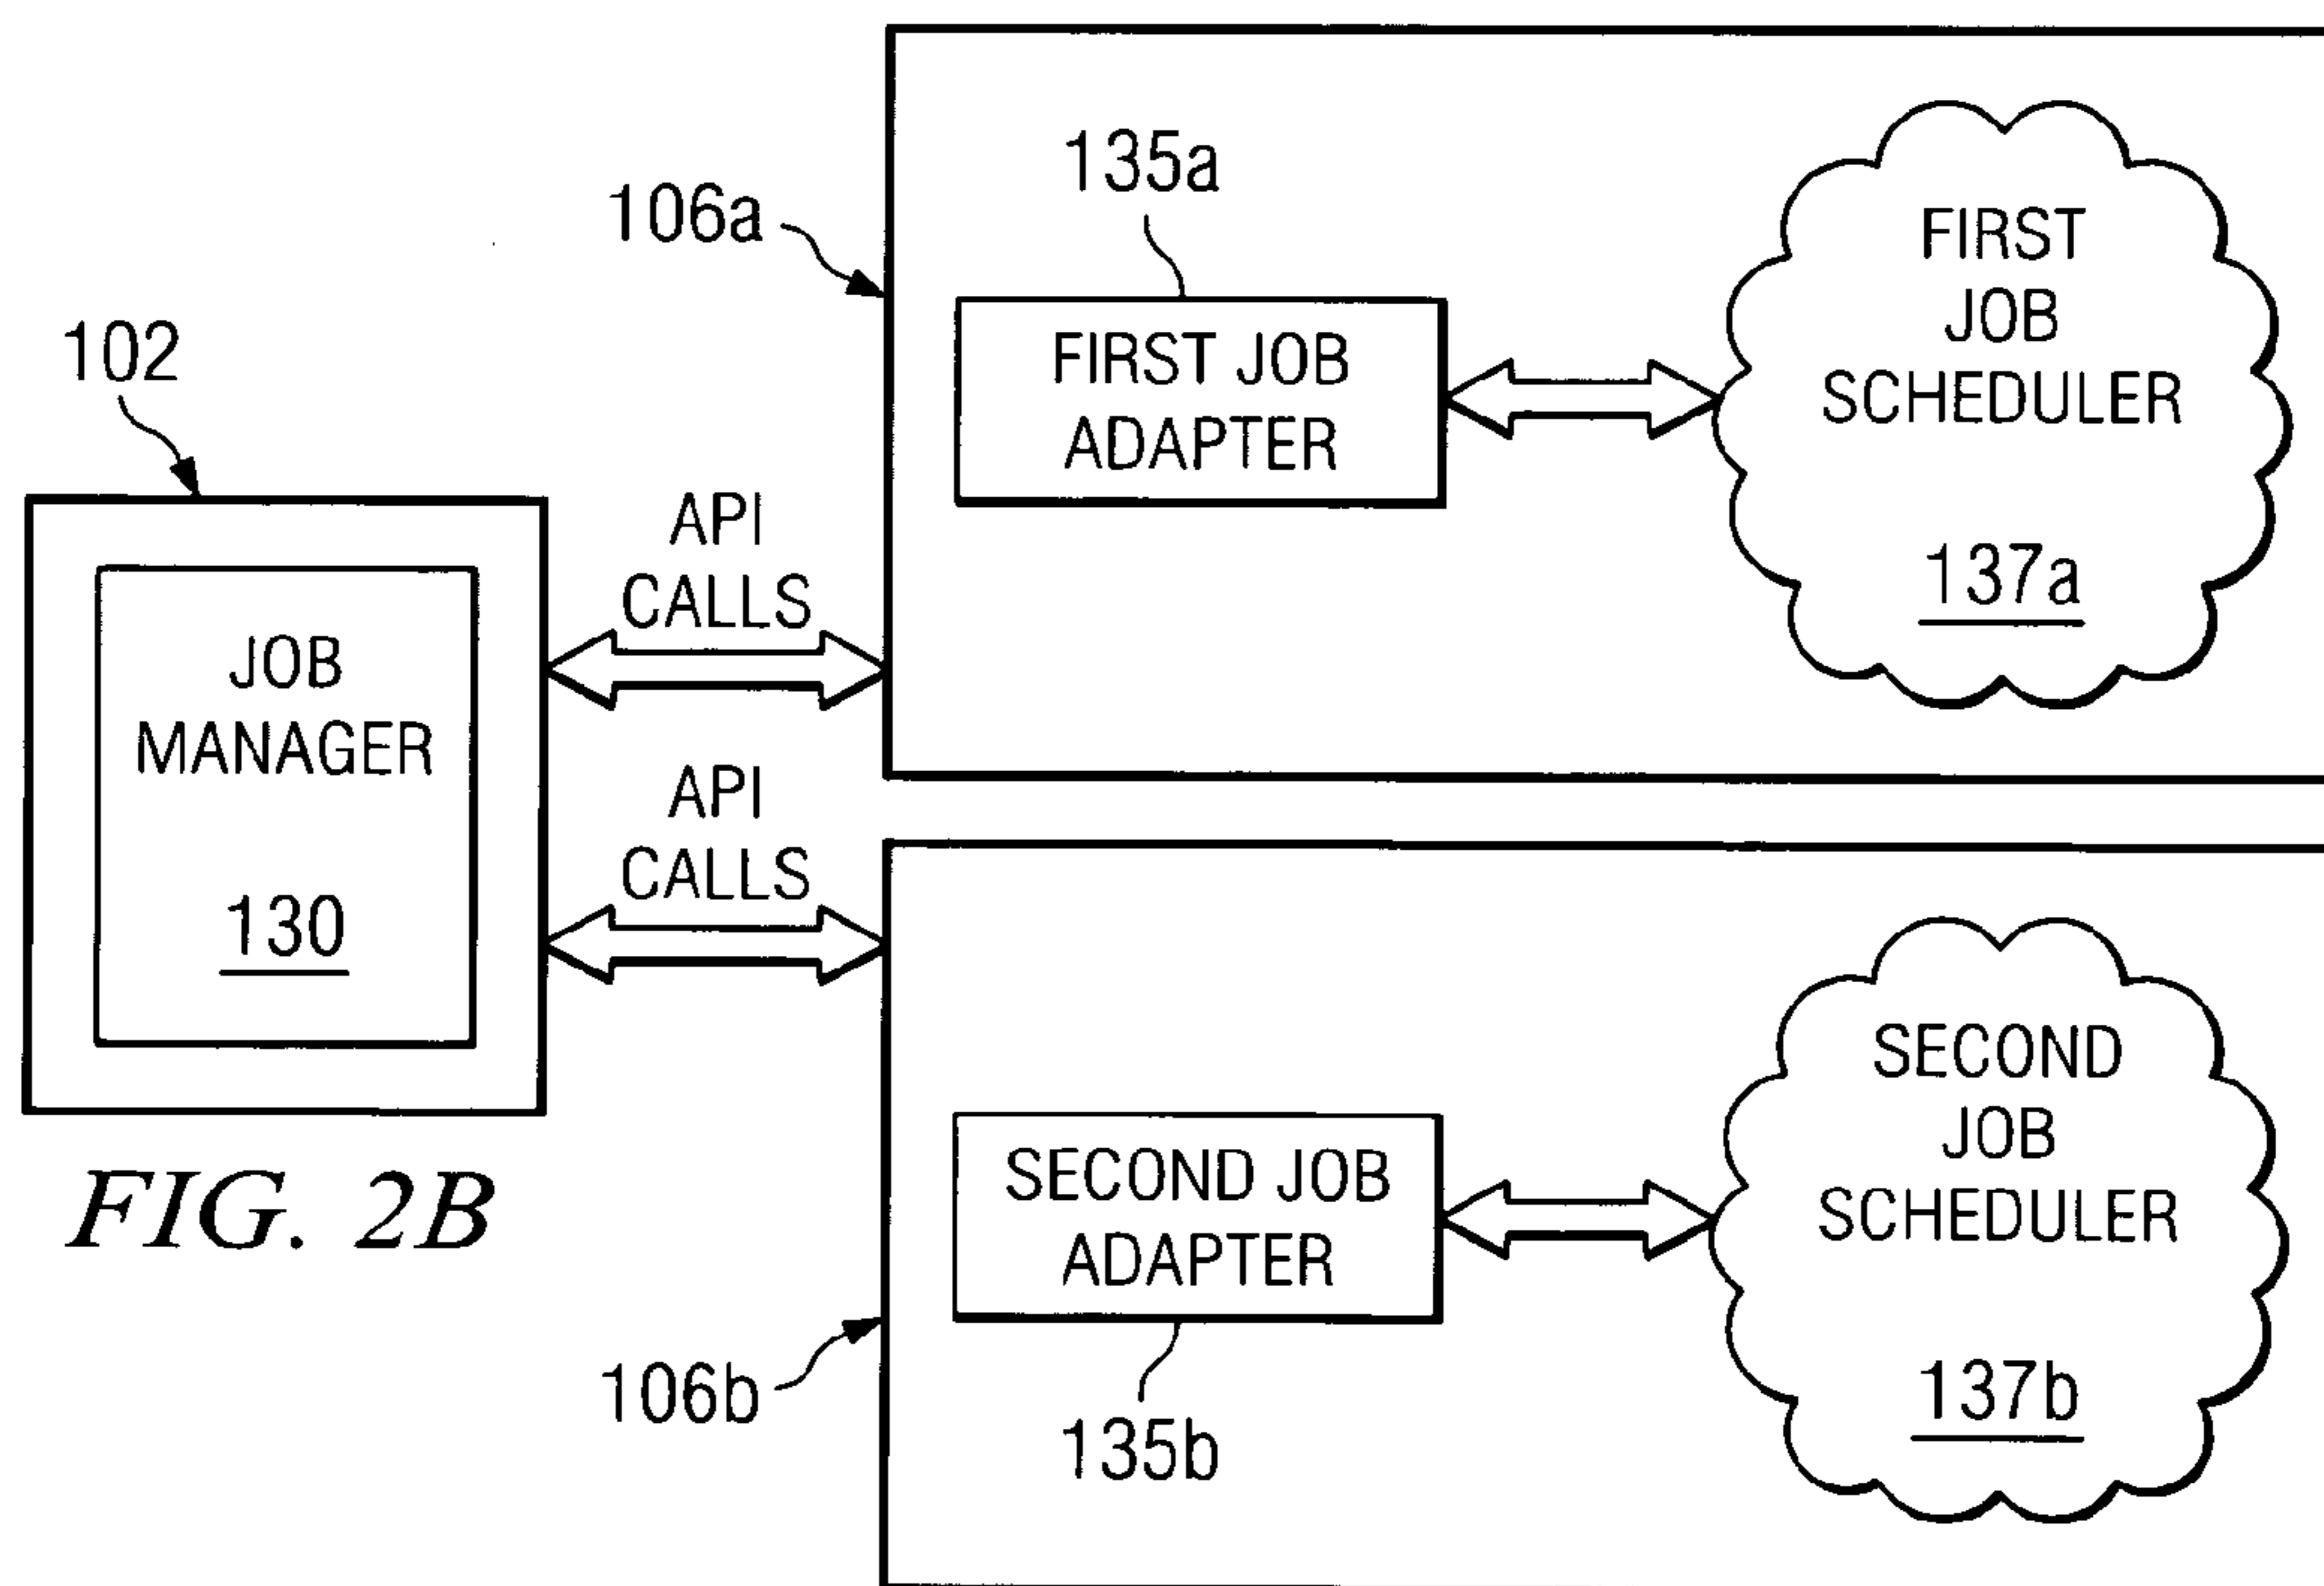 135a
106a
FIRST
JOB
SCHEDULER
137a
FIRST JOB
ADAPTER
102
API
CALLS
JOB
MANAGER
130
API
CALLS
FIG. 2B
SECOND
JOB
SCHEDULER
137b
SECOND JOB
ADAPTER
106b
135b